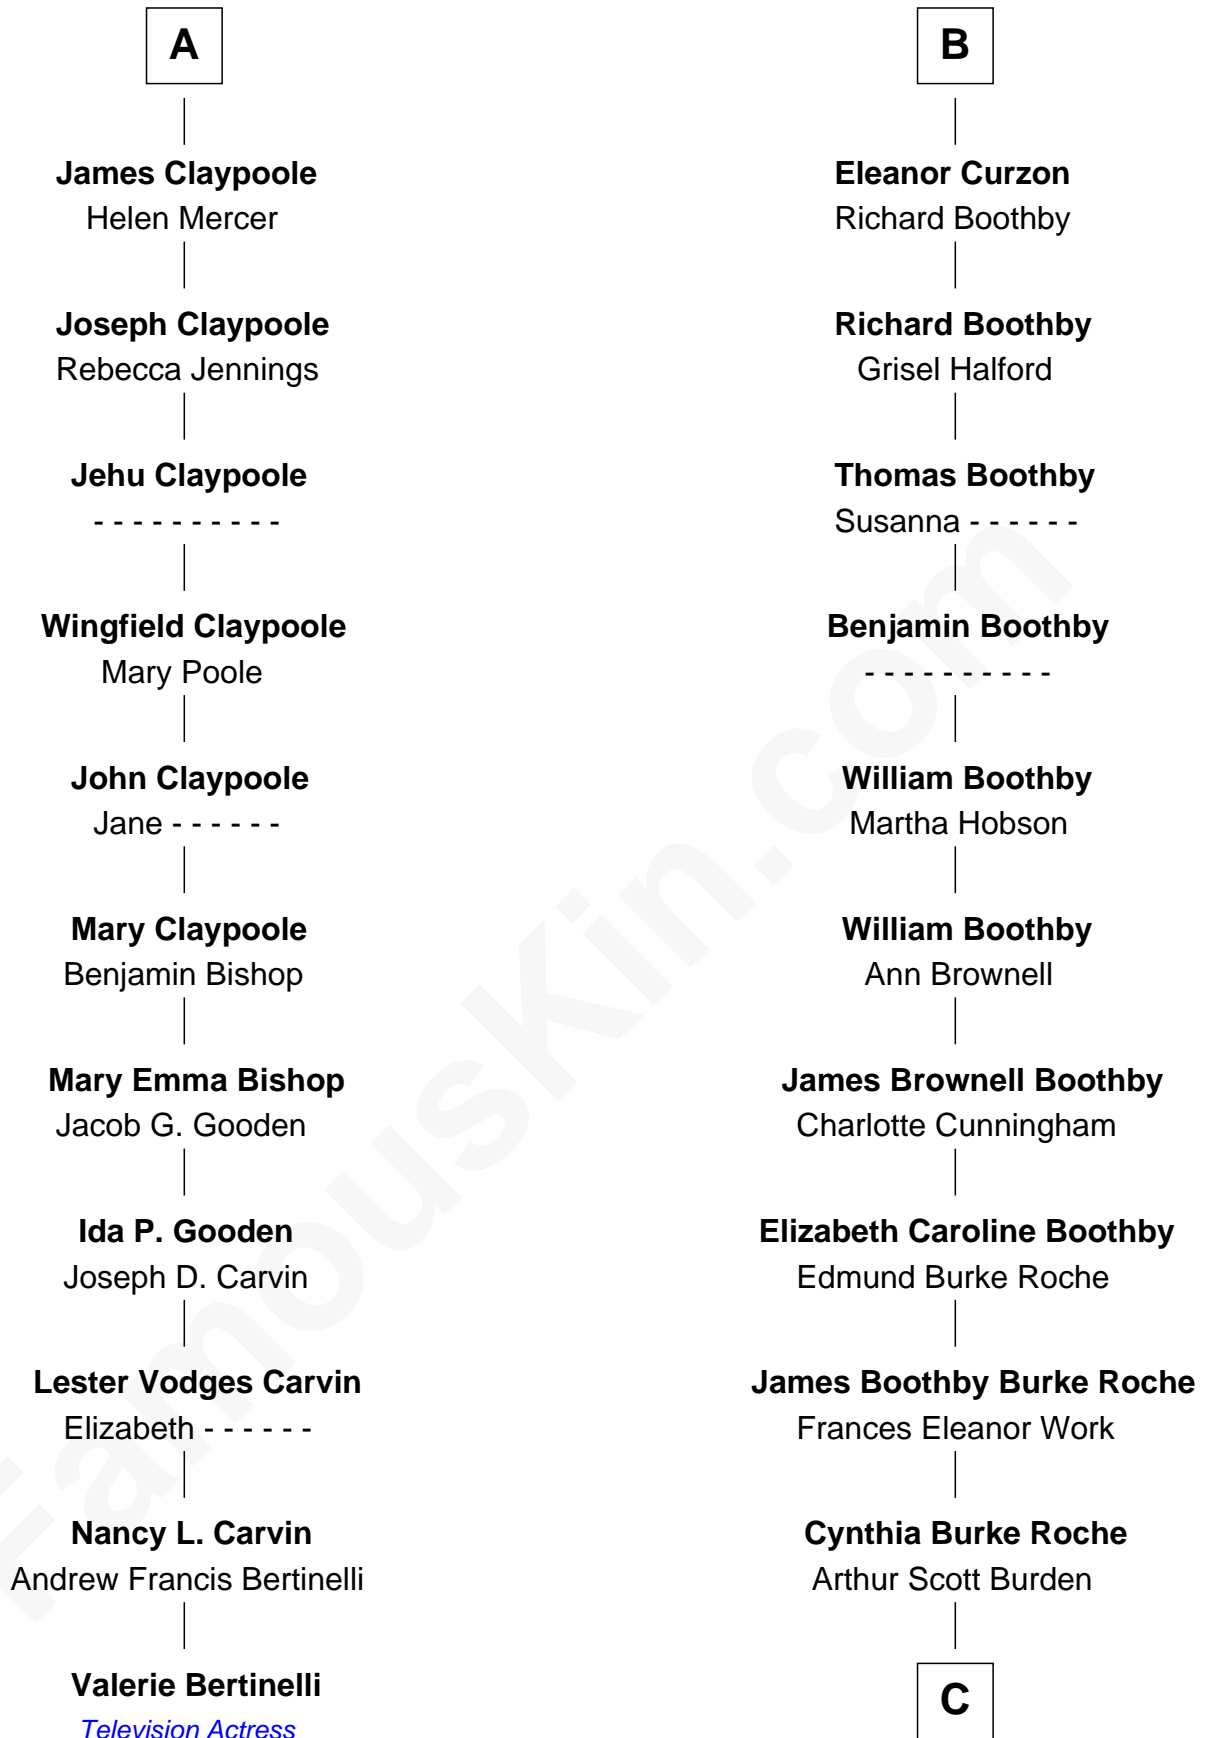 A
James Claypoole
Helen Mercer
Joseph Claypoole
Rebecca Jennings
Jehu Claypoole
- - - - - - - - - -
Wingfield Claypoole
Mary Poole
John Claypoole
Jane - - - - - -
Mary Claypoole
Benjamin Bishop
Mary Emma Bishop
Jacob G. Gooden
Ida P. Gooden
Joseph D. Carvin
Lester Vodges Carvin
Elizabeth - - - - - -
Nancy L. Carvin
Andrew Francis Bertinelli
Valerie Bertinelli
Television Actress
B
Eleanor Curzon
Richard Boothby
Richard Boothby
Grisel Halford
Thomas Boothby
Susanna - - - - - -
Benjamin Boothby
- - - - - - - - - -
William Boothby
Martha Hobson
William Boothby
Ann Brownell
James Brownell Boothby
Charlotte Cunningham
Elizabeth Caroline Boothby
Edmund Burke Roche
James Boothby Burke Roche
Frances Eleanor Work
Cynthia Burke Roche
Arthur Scott Burden
C
FamousKin.com